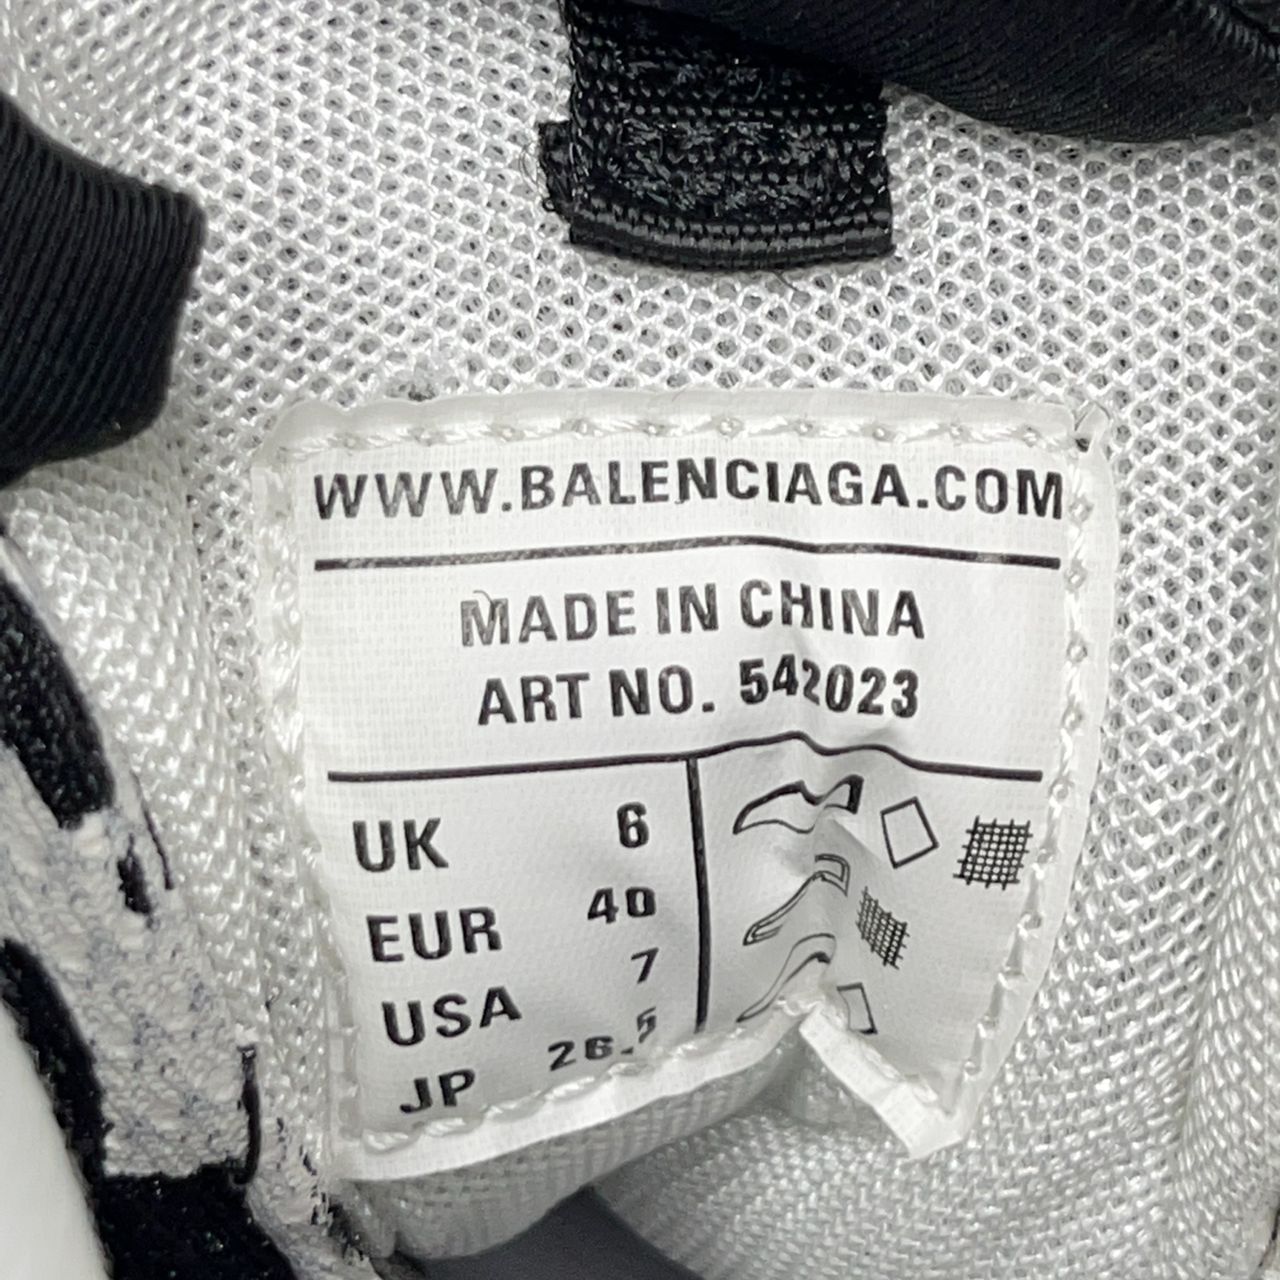 WWW.BALENCIAGA.COM
MADE IN CHINA
ART NO. 542023
UK 6
EUR 40
USA 7
JP 26.5